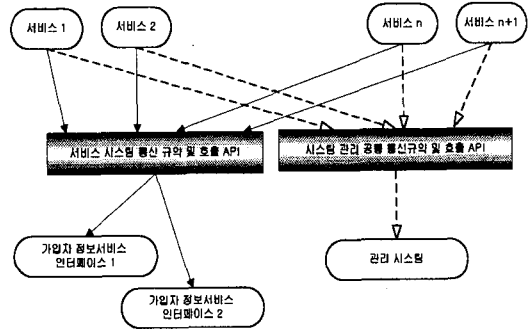 서비스 1
서비스 2
서비스 n
서비스 n+1
서비스 시스템 통신 규약 및 호출 API
시스템 관리 공통 통신규약 및 호출 API
가입자 정보서비스
인터페이스 1
관리 시스템
가입자 정보서비스
인터페이스 2